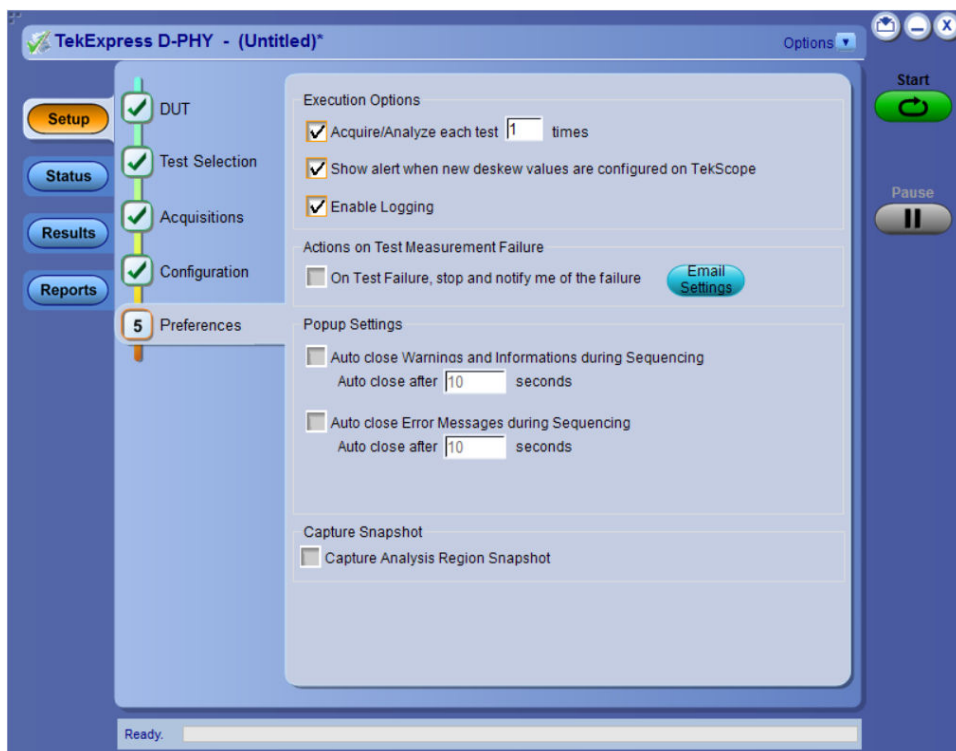 TekExpress D-PHY - (Untitled)*
Options
Start
Pause
Setup
Status
Results
Reports
DUT
Test Selection
Acquisitions
Configuration
5 Preferences
Execution Options
Acquire/Analyze each test 1 times
Show alert when new deskew values are configured on TekScope
Enable Logging
Actions on Test Measurement Failure
On Test Failure, stop and notify me of the failure
Email
Settings
Popup Settings
Auto close Warnings and Informations during Sequencing
Auto close after 10 seconds
Auto close Error Messages during Sequencing
Auto close after 10 seconds
Capture Snapshot
Capture Analysis Region Snapshot
Ready.